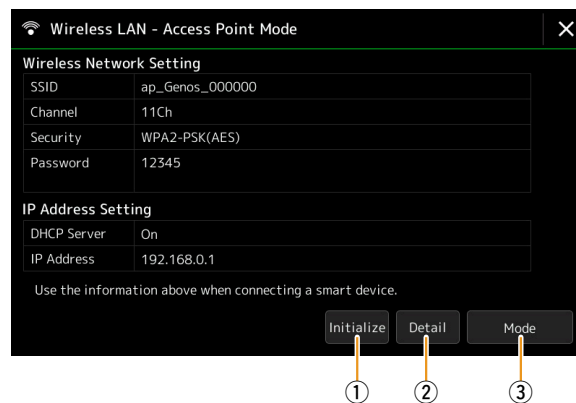 Wireless LAN - Access Point Mode
Wireless Network Setting
SSID ap_Genos_000000
Channel 11Ch
Security WPA2-PSK(AES)
Password 12345
IP Address Setting
DHCP Server On
IP Address 192.168.0.1
Use the information above when connecting a smart device.
Initialize Detail Mode
① ② ③